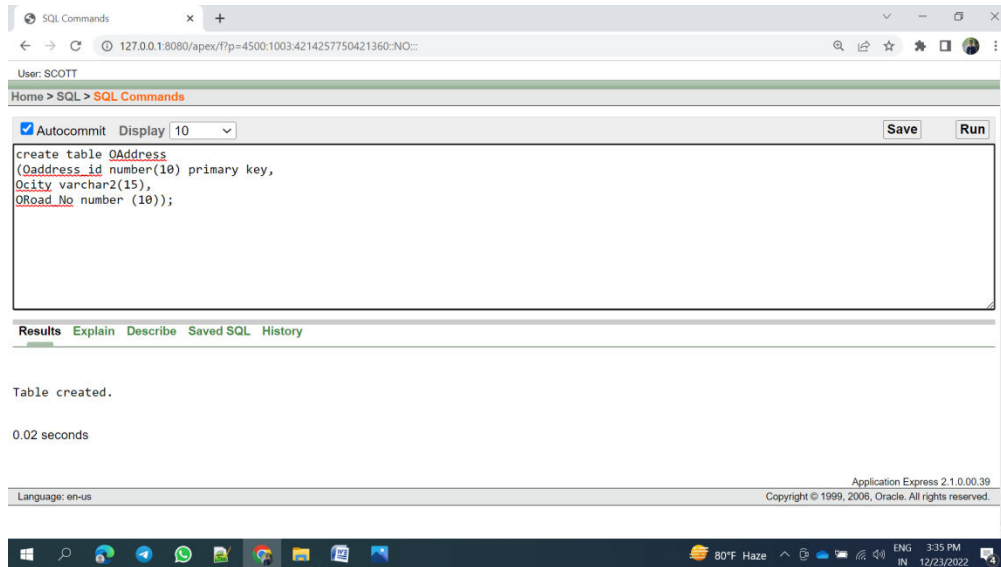 SQL Commands
127.0.0.1:8080/apex/f?p=4500:1003:4214257750421360::NO:::
User: SCOTT
Home > SQL > SQL Commands
Autocommit Display 10
Save Run
create table OAddress
(Oaddress_id number(10) primary key,
Ocity varchar2(15),
ORoad_No number (10));
Results Explain Describe Saved SQL History
Table created.
0.02 seconds
Application Express 2.1.0.00.39
Language: en-us Copyright © 1999, 2006, Oracle. All rights reserved.
80°F Haze ENG 3:35 PM
IN 12/23/2022 4